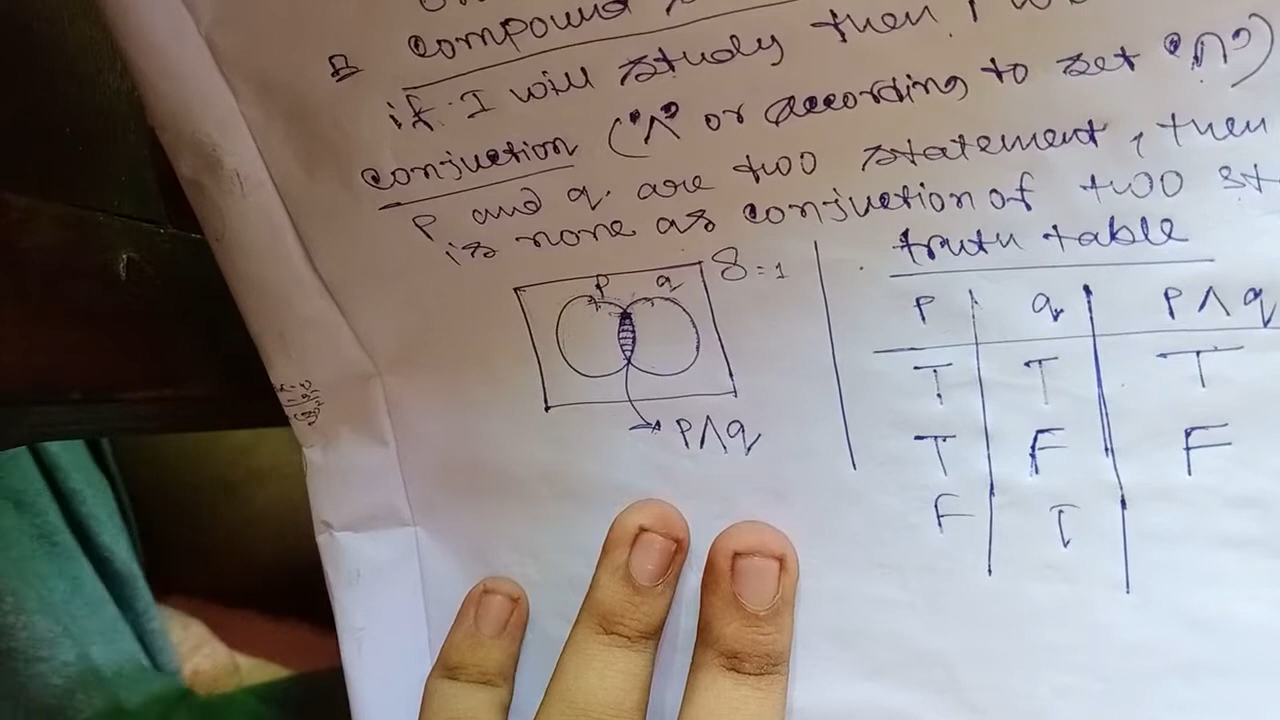 compound
if I will study then I
conjuction ('∧' or according to set '∩')
P and q are two statement, then
is none as conjuction of two st
truth table
P q S=1
P∧q
P q P∧q
T T T
T F F
F T